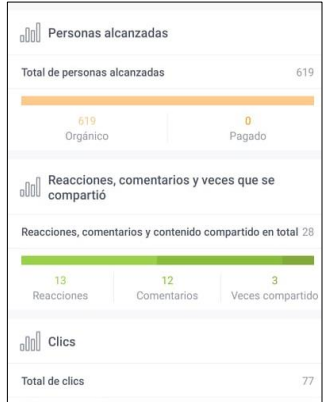 Personas alcanzadas
Total de personas alcanzadas 619
619 0
Orgánico Pagado
Reacciones, comentarios y veces que se
compartió
Reacciones, comentarios y contenido compartido en total 28
13 12 3
Reacciones Comentarios Veces compartido
Clics
Total de clics 77